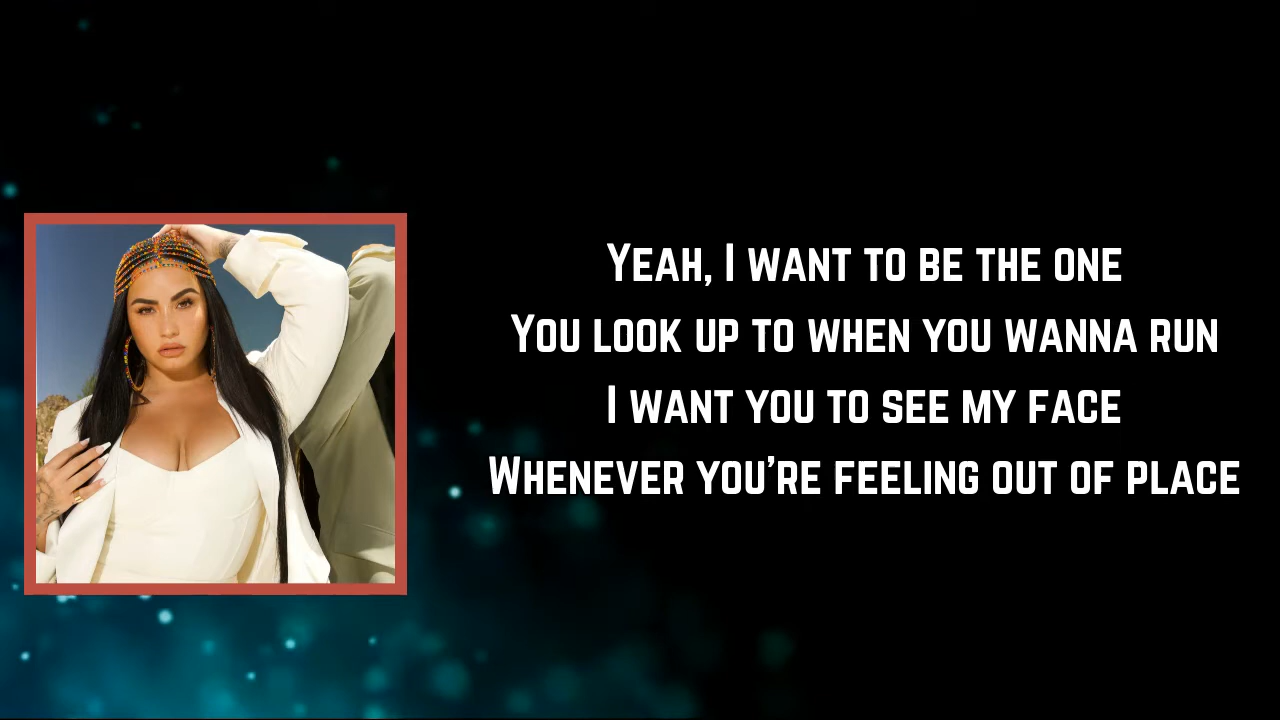 Yeah, I want to be the one
You look up to when you wanna run
I want you to see my face
Whenever you're feeling out of place